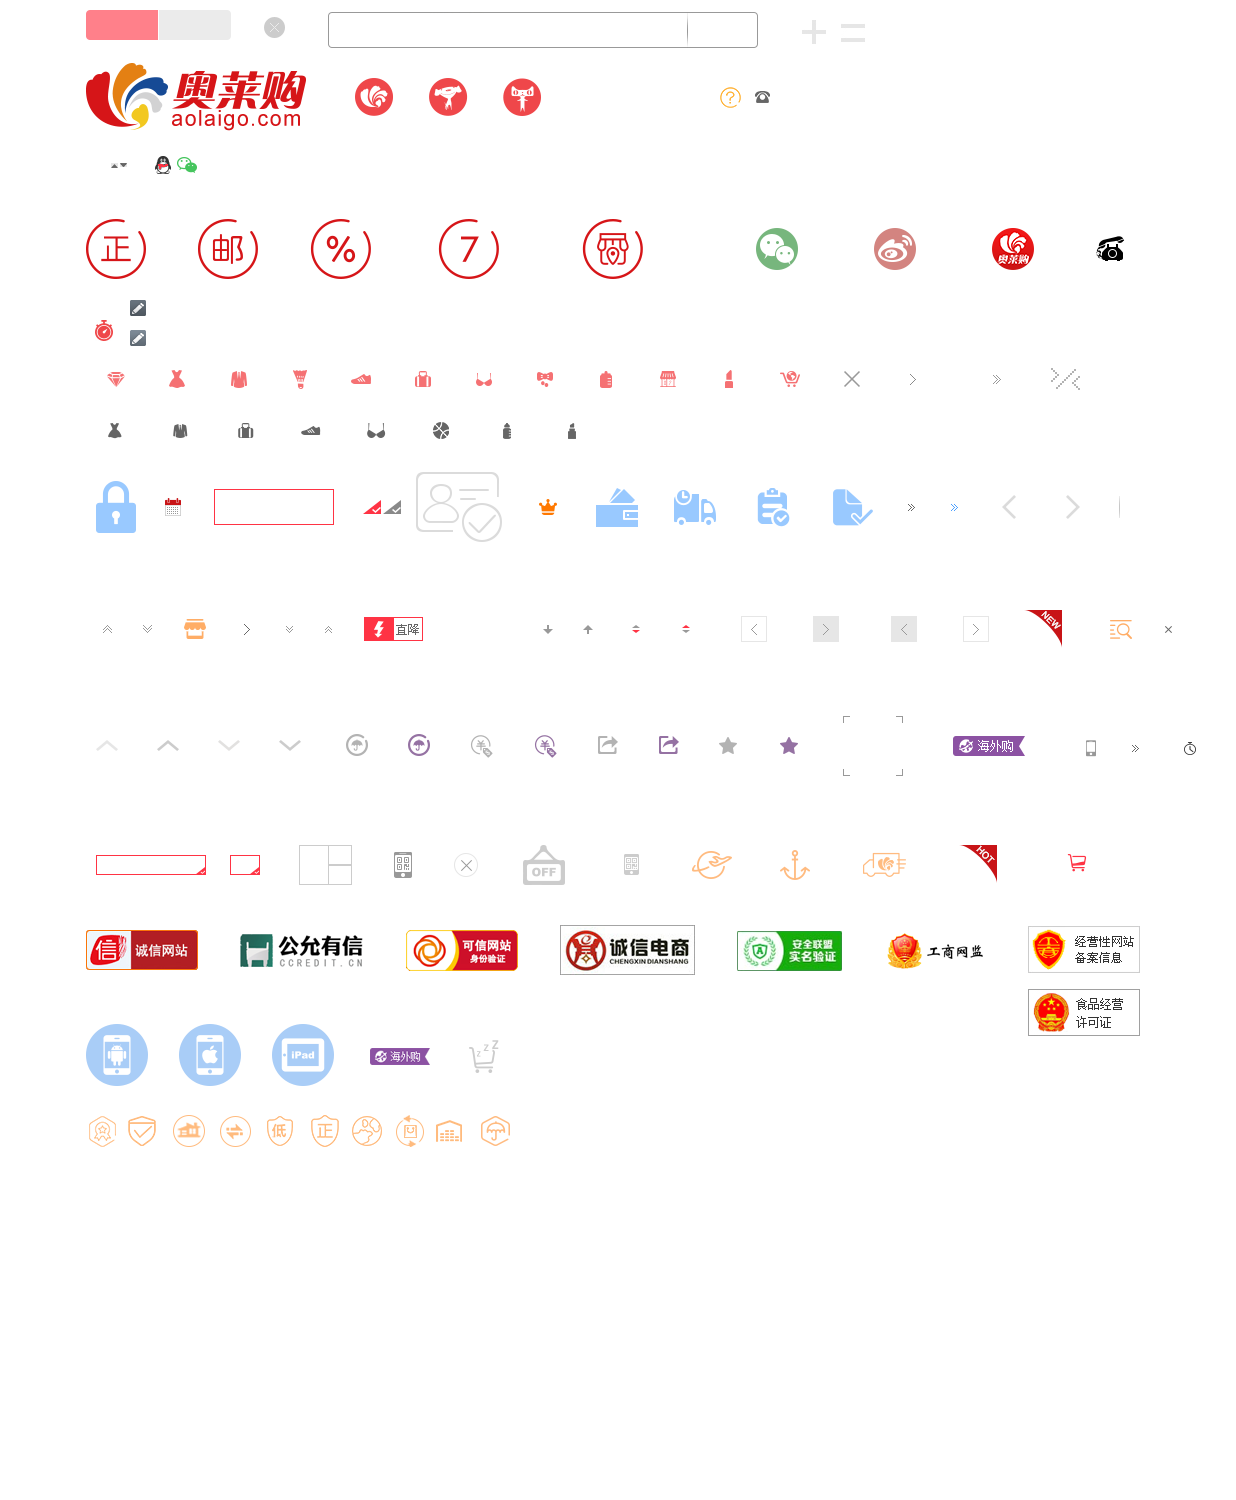 奥莱购
aolaigo.com
正
邮
%
7
奥莱购
直降
NEW
海外购
OFF
HOT
信 诚信网站
公允有信
CCREDIT.CN
可信网站
身份验证
诚信电商
CHENGXINDIANSHANG
安全联盟
实名验证
工商网监
经营性网站
备案信息
食品经营
许可证
iPad
海外购
z z Z
低
正